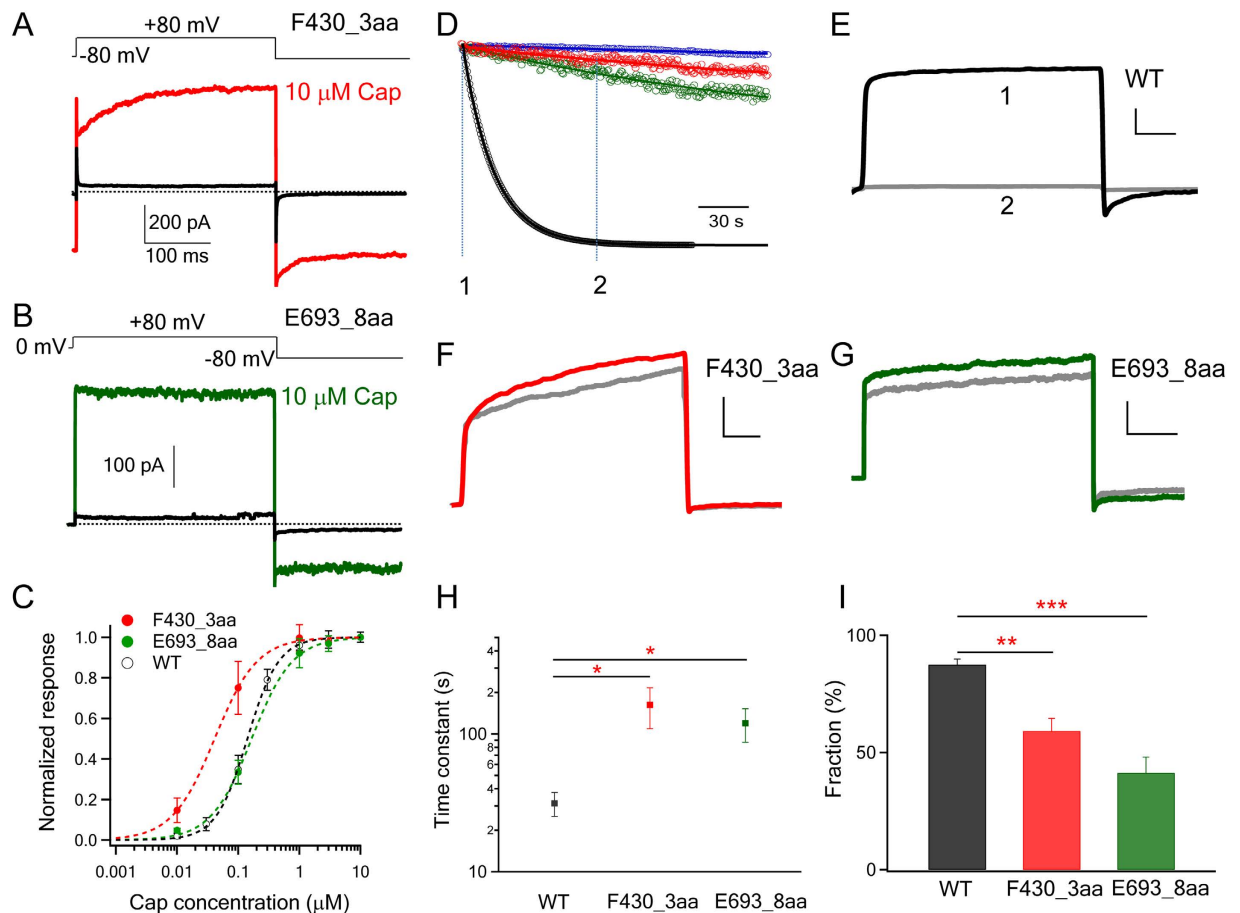 A
+80 mV
F430_3aa
-80 mV
10 μM Cap
200 pA
100 ms
B
+80 mV
E693_8aa
0 mV
-80 mV
10 μM Cap
100 pA
C
F430_3aa
E693_8aa
WT
1.0
0.8
0.6
0.4
0.2
0.0
Normalized response
0.001
0.01
0.1
1
10
Cap concentration (μM)
D
30 s
1
2
E
1
WT
2
F
F430_3aa
G
E693_8aa
H
4
2
100
8
6
4
2
10
Time constant (s)
*
*
WT
F430_3aa
E693_8aa
I
100
50
0
Fraction (%)
***
**
WT
F430_3aa
E693_8aa